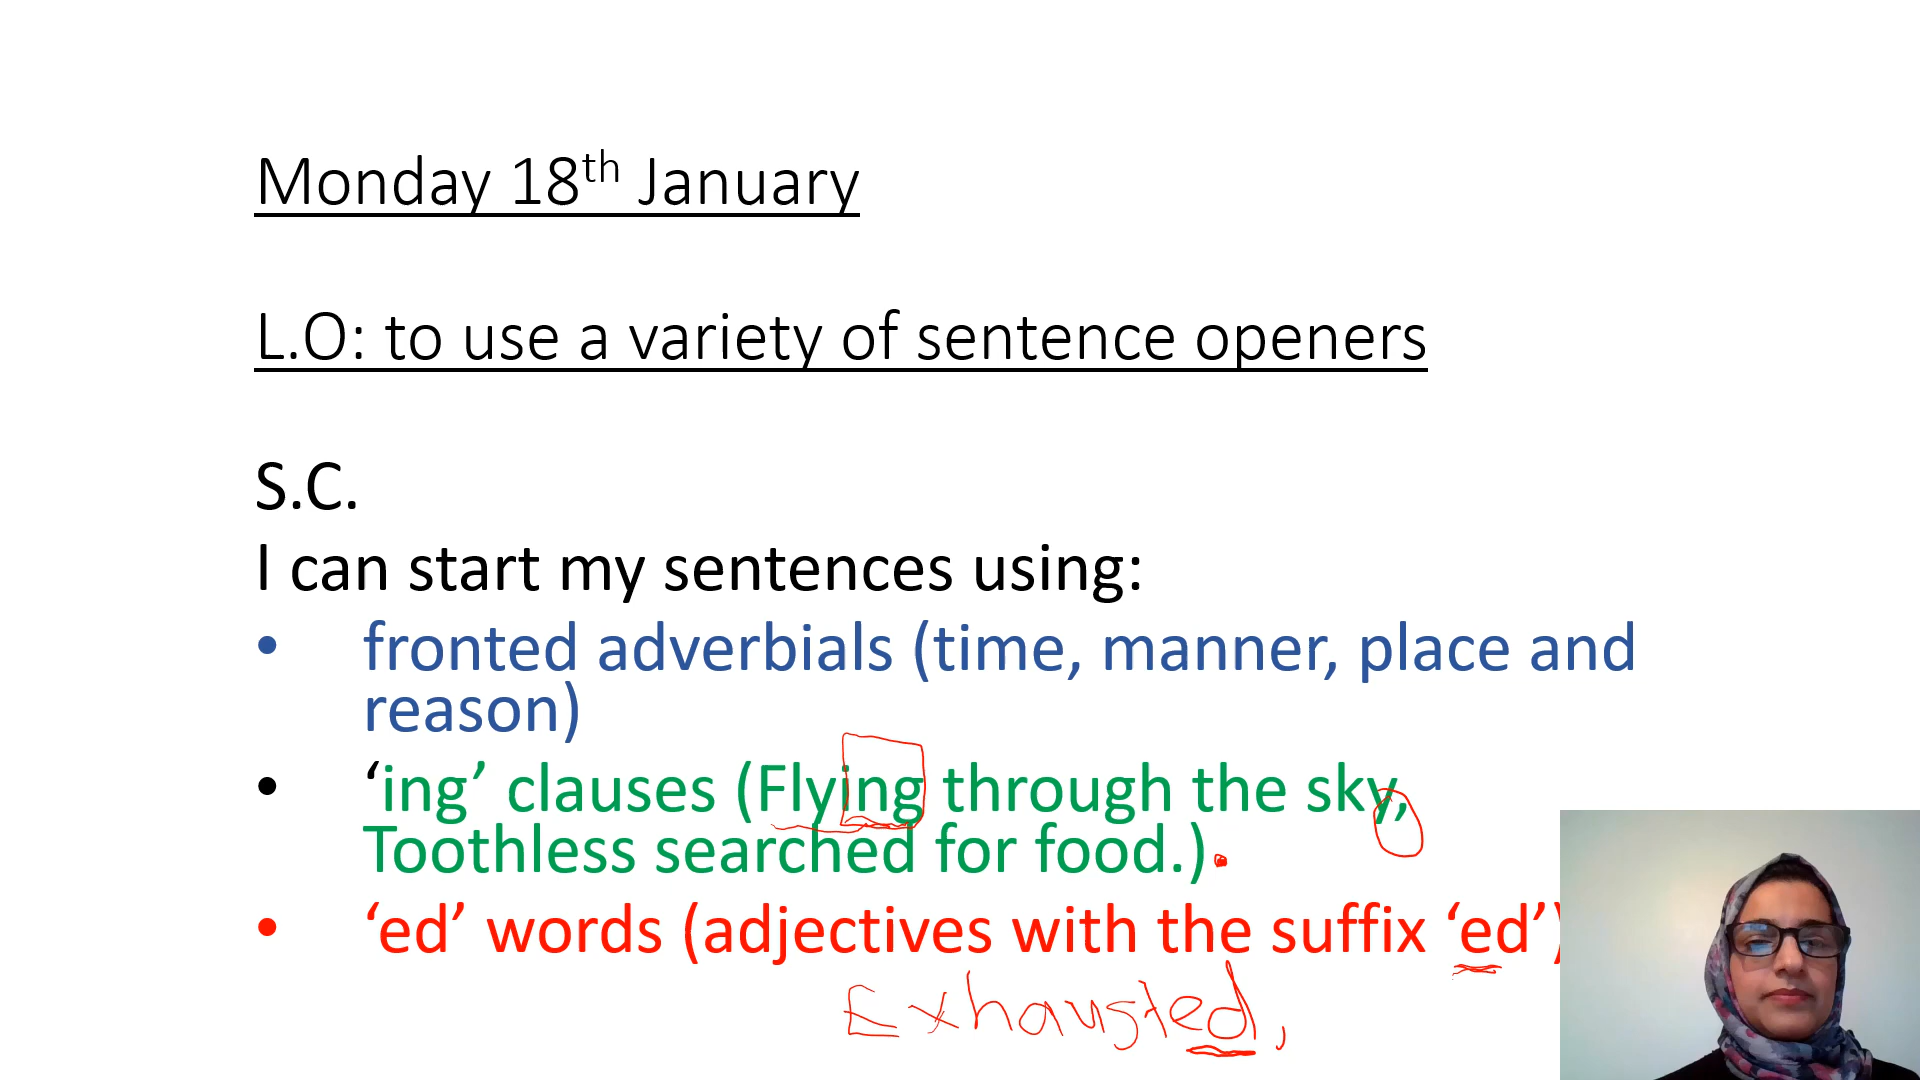 Monday 18th January
L.O: to use a variety of sentence openers
S.C.
I can start my sentences using:
• fronted adverbials (time, manner, place and
reason)
• ‘ing’ clauses (Flying through the sky,
Toothless searched for food.).
• ‘ed’ words (adjectives with the suffix ‘ed’)
Exhausted,